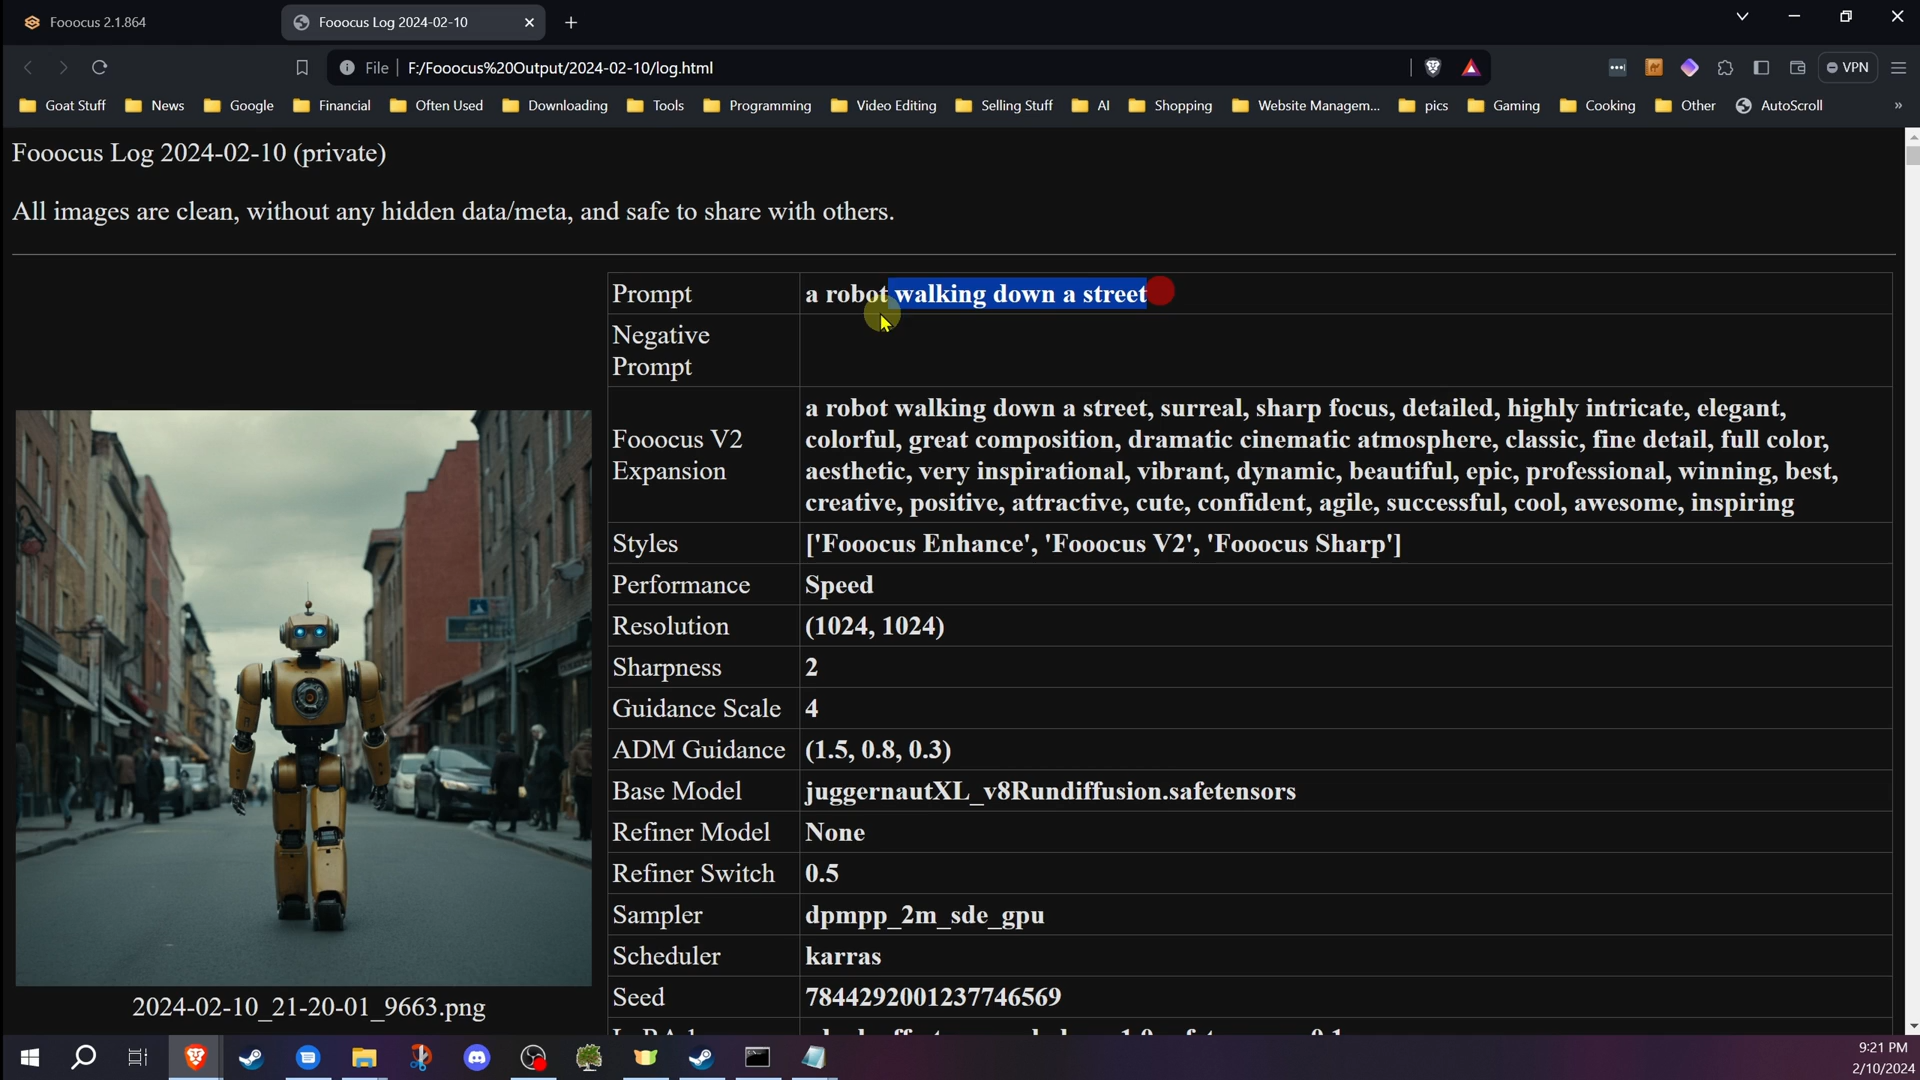 Fooocus 2.1.864
Fooocus Log 2024-02-10
File
F:/Fooocus%20Output/2024-02-10/log.html
VPN
Goat Stuff
News
Google
Financial
Often Used
Downloading
Tools
Programming
Video Editing
Selling Stuff
AI
Shopping
Website Managem...
pics
Gaming
Cooking
Other
AutoScroll
»
Fooocus Log 2024-02-10 (private)
All images are clean, without any hidden data/meta, and safe to share with others.
Prompt
a robot walking down a street
Negative
Prompt
Fooocus V2
Expansion
a robot walking down a street, surreal, sharp focus, detailed, highly intricate, elegant,
colorful, great composition, dramatic cinematic atmosphere, classic, fine detail, full color,
aesthetic, very inspirational, vibrant, dynamic, beautiful, epic, professional, winning, best,
creative, positive, attractive, cute, confident, agile, successful, cool, awesome, inspiring
Styles
['Fooocus Enhance', 'Fooocus V2', 'Fooocus Sharp']
Performance
Speed
Resolution
(1024, 1024)
Sharpness
2
Guidance Scale
4
ADM Guidance
(1.5, 0.8, 0.3)
Base Model
juggernautXL_v8Rundiffusion.safetensors
Refiner Model
None
Refiner Switch
0.5
Sampler
dpmpp_2m_sde_gpu
Scheduler
karras
Seed
7844292001237746569
2024-02-10_21-20-01_9663.png
9:21 PM
2/10/2024